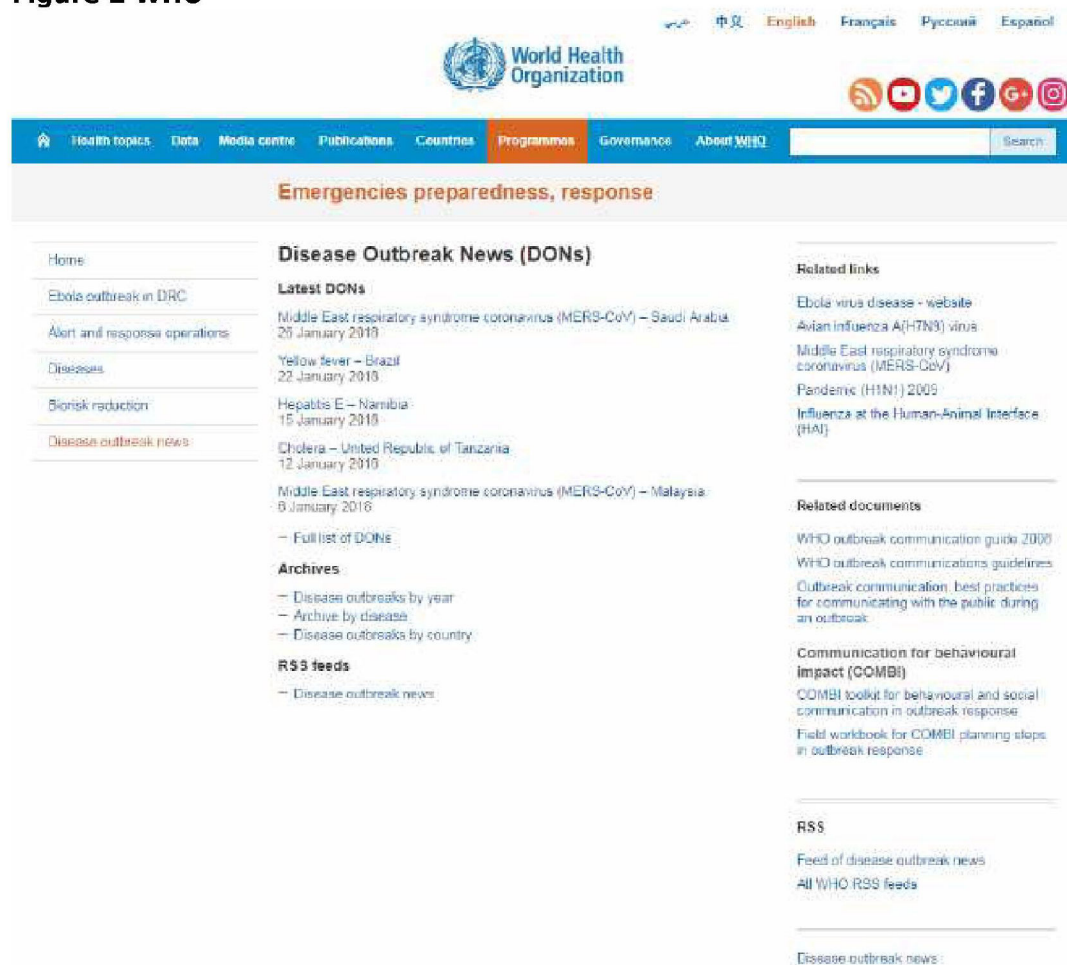 Figure 2 WHO
عربي 中文 English Français Русский Español
World Health
Organization
Health topics Data Media centre Publications Countries Programmes Governance About WHO Search
Emergencies preparedness, response
Home
Ebola outbreak in DRC
Alert and response operations
Diseases
Biorisk reduction
Disease outbreak news
Disease Outbreak News (DONs)
Latest DONs
Middle East respiratory syndrome coronavirus (MERS-CoV) – Saudi Arabia
26 January 2018
Yellow fever – Brazil
22 January 2018
Hepatitis E – Namibia
15 January 2018
Cholera – United Republic of Tanzania
12 January 2018
Middle East respiratory syndrome coronavirus (MERS-CoV) – Malaysia
8 January 2018
– Full list of DONs
Archives
– Disease outbreaks by year
– Archive by disease
– Disease outbreaks by country
RSS feeds
– Disease outbreak news
Related links
Ebola virus disease - website
Avian influenza A(H7N9) virus
Middle East respiratory syndrome
coronavirus (MERS-CoV)
Pandemic (H1N1) 2009
Influenza at the Human-Animal Interface
(HAI)
Related documents
WHO outbreak communication guide 2008
WHO outbreak communications guidelines
Outbreak communication: best practices
for communicating with the public during
an outbreak
Communication for behavioural
impact (COMBI)
COMBI toolkit for behavioural and social
communication in outbreak response
Field workbook for COMBI planning steps
in outbreak response
RSS
Feed of disease outbreak news
All WHO RSS feeds
Disease outbreak news